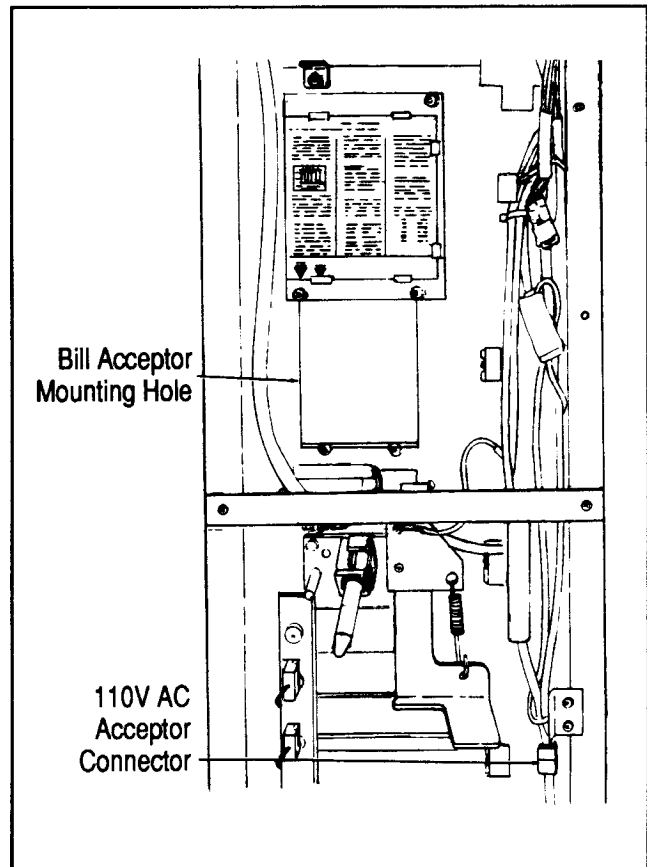 Bill Acceptor
Mounting Hole
110V AC
Acceptor
Connector